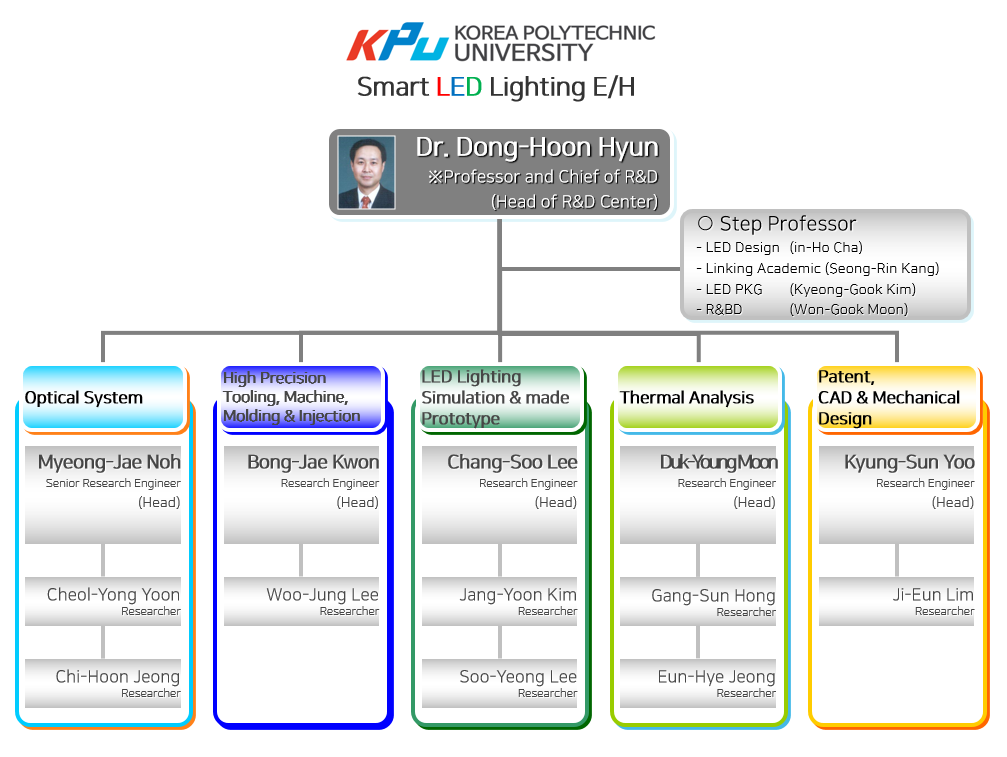 KPU KOREA POLYTECHNIC
UNIVERSITY
Smart LED Lighting E/H
Dr. Dong-Hoon Hyun
※Professor and Chief of R&D
(Head of R&D Center)
○ Step Professor
- LED Design (in-Ho Cha)
- Linking Academic (Seong-Rin Kang)
- LED PKG (Kyeong-Gook Kim)
- R&BD (Won-Gook Moon)
Optical System
Myeong-Jae Noh
Senior Research Engineer
(Head)
Cheol-Yong Yoon
Researcher
Chi-Hoon Jeong
Researcher
High Precision
Tooling, Machine,
Molding & Injection
Bong-Jae Kwon
Research Engineer
(Head)
Woo-Jung Lee
Researcher
LED Lighting
Simulation & made
Prototype
Chang-Soo Lee
Research Engineer
(Head)
Jang-Yoon Kim
Researcher
Soo-Yeong Lee
Researcher
Thermal Analysis
Duk-Young Moon
Research Engineer
(Head)
Gang-Sun Hong
Researcher
Eun-Hye Jeong
Researcher
Patent,
CAD & Mechanical
Design
Kyung-Sun Yoo
Research Engineer
(Head)
Ji-Eun Lim
Researcher